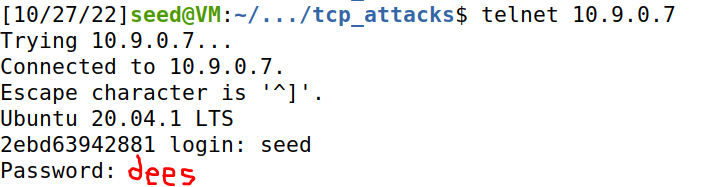 [10/27/22]seed@VM:~/.../tcp_attacks$ telnet 10.9.0.7
Trying 10.9.0.7...
Connected to 10.9.0.7.
Escape character is '^]'.
Ubuntu 20.04.1 LTS
2ebd63942881 login: seed
Password: dees